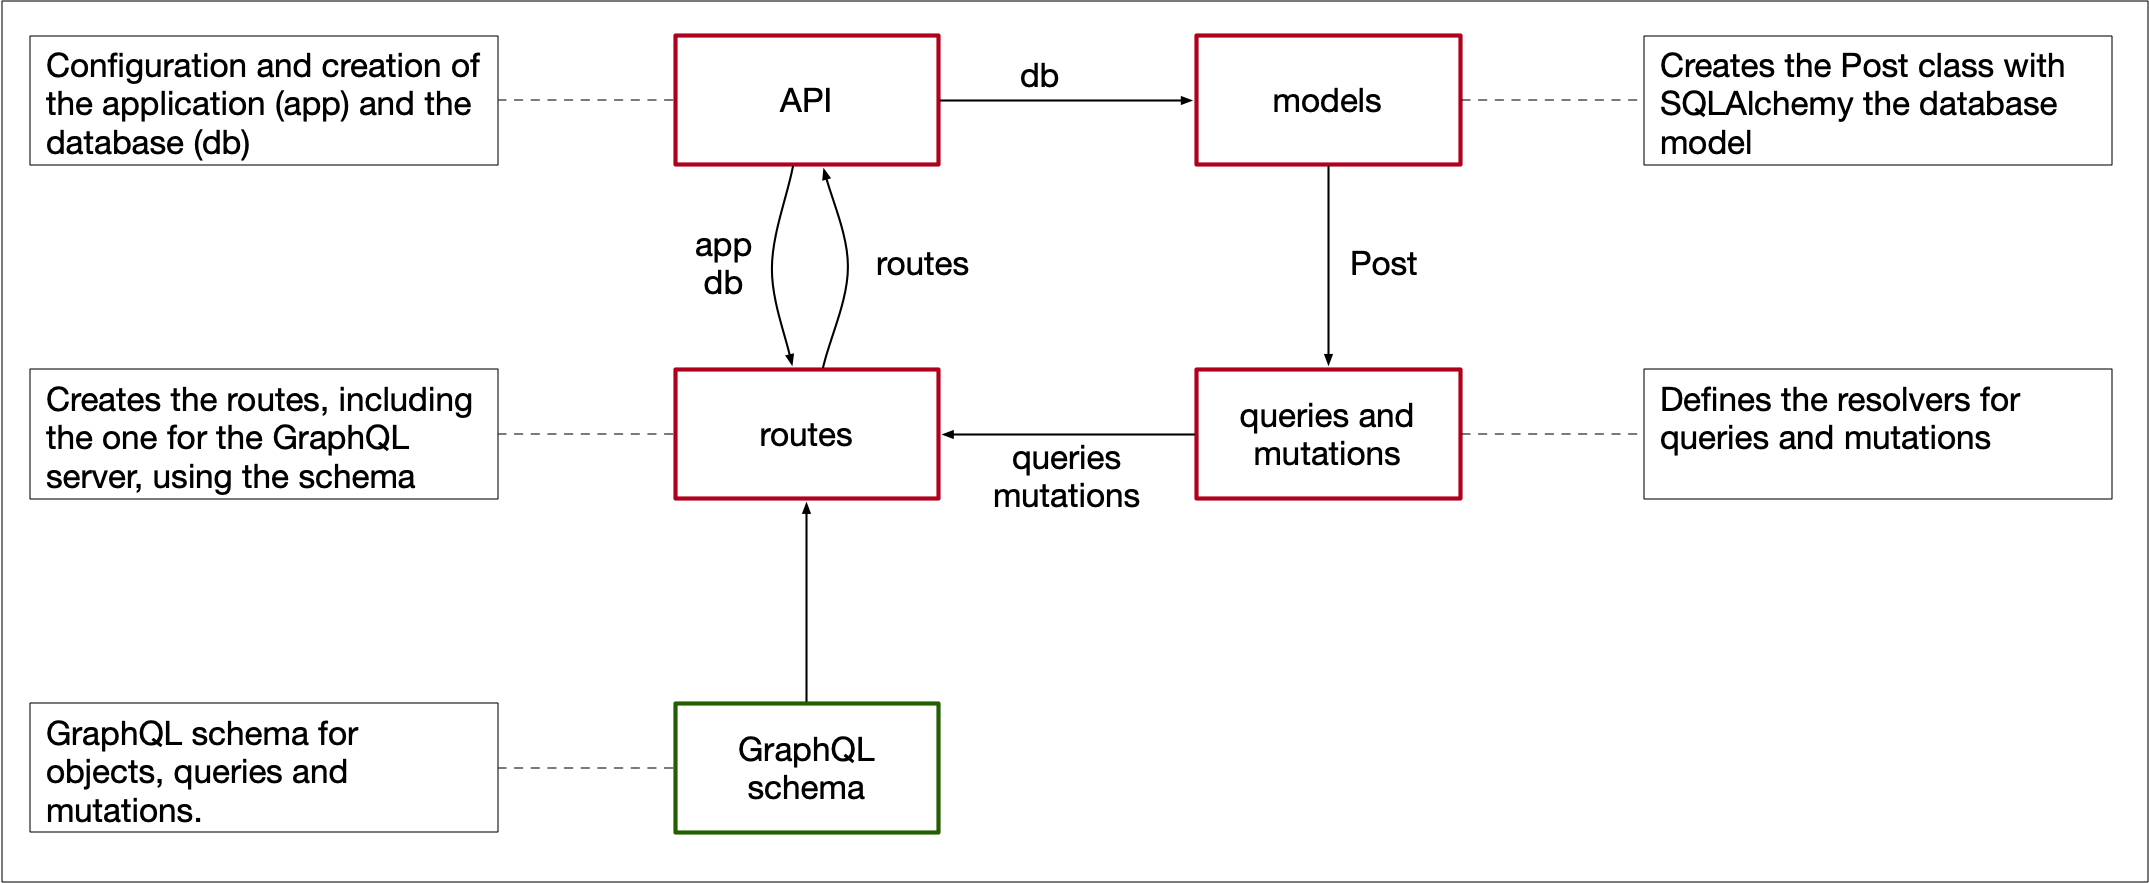 Configuration and creation of
the application (app) and the
database (db)
API
db
models
Creates the Post class with
SQLAlchemy the database
model
app
db
routes
Post
Creates the routes, including
the one for the GraphQL
server, using the schema
routes
queries
mutations
queries and
mutations
Defines the resolvers for
queries and mutations
GraphQL schema for
objects, queries and
mutations.
GraphQL
schema